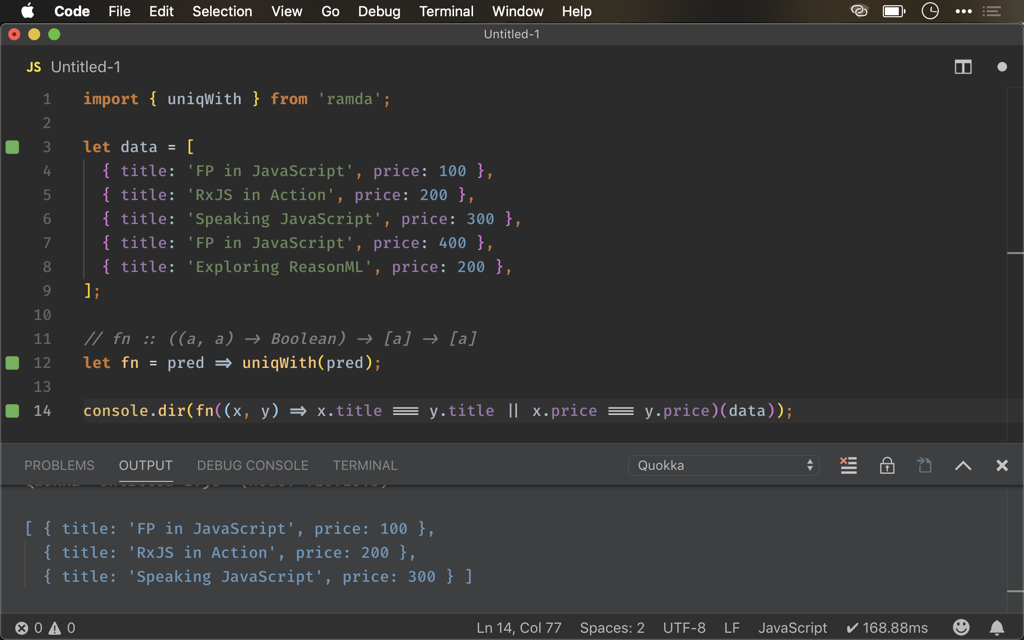 Code File Edit Selection View Go Debug Terminal Window Help
Untitled-1
JS Untitled-1
1 import { uniqWith } from 'ramda';
2
3 let data = [
4 { title: 'FP in JavaScript', price: 100 },
5 { title: 'RxJS in Action', price: 200 },
6 { title: 'Speaking JavaScript', price: 300 },
7 { title: 'FP in JavaScript', price: 400 },
8 { title: 'Exploring ReasonML', price: 200 },
9 ];
10
11 // fn :: ((a, a) -> Boolean) -> [a] -> [a]
12 let fn = pred => uniqWith(pred);
13
14 console.dir(fn((x, y) => x.title === y.title || x.price === y.price)(data));
PROBLEMS OUTPUT DEBUG CONSOLE TERMINAL Quokka
[ { title: 'FP in JavaScript', price: 100 },
{ title: 'RxJS in Action', price: 200 },
{ title: 'Speaking JavaScript', price: 300 } ]
0 0 Ln 14, Col 77 Spaces: 2 UTF-8 LF JavaScript ✔ 168.88ms